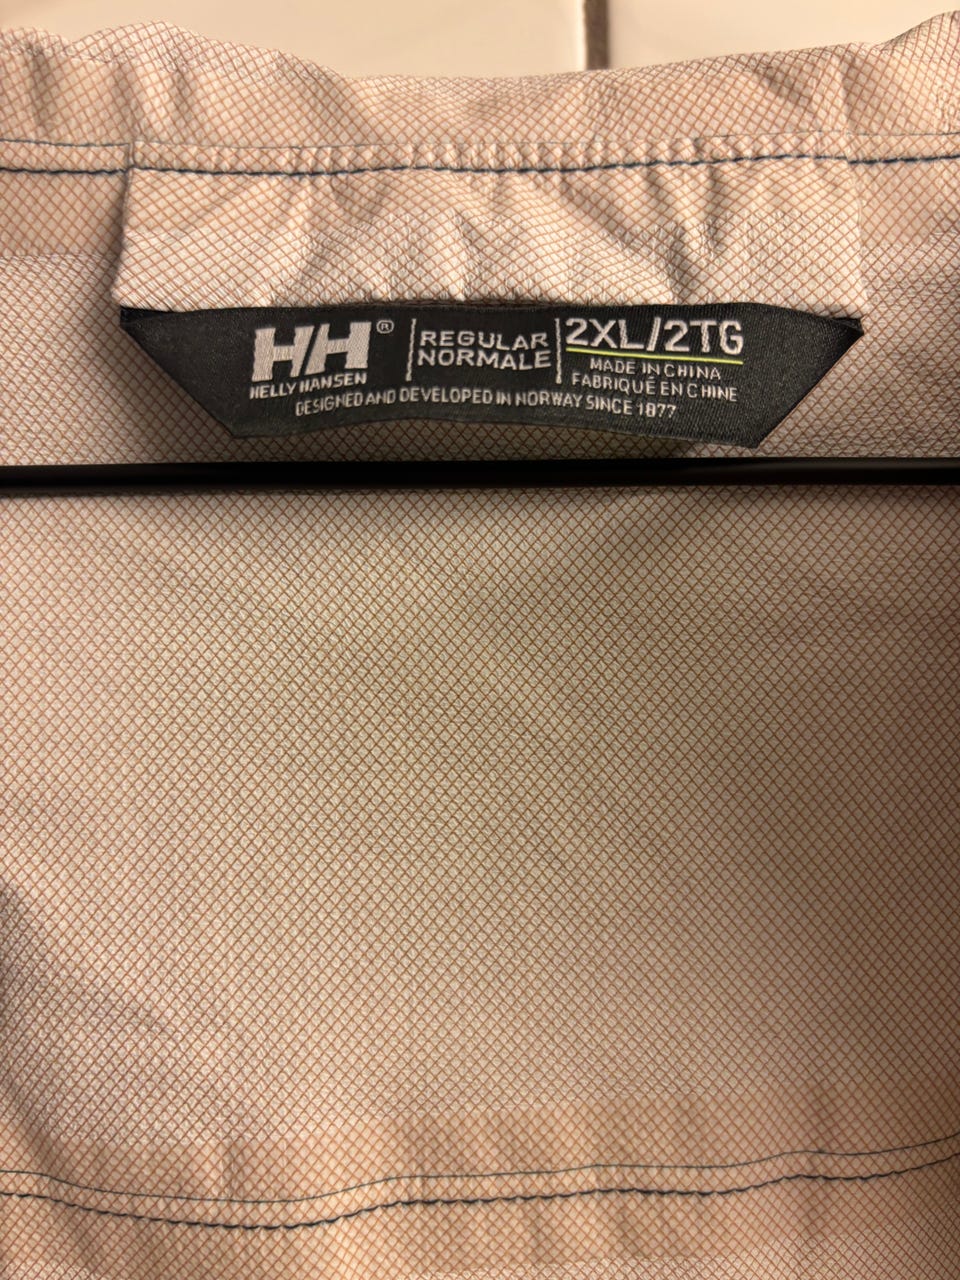 HH®
HELLY HANSEN
REGULAR
NORMALE
2XL/2TG
MADE IN CHINA
FABRIQUÉ EN CHINE
DESIGNED AND DEVELOPED IN NORWAY SINCE 1877